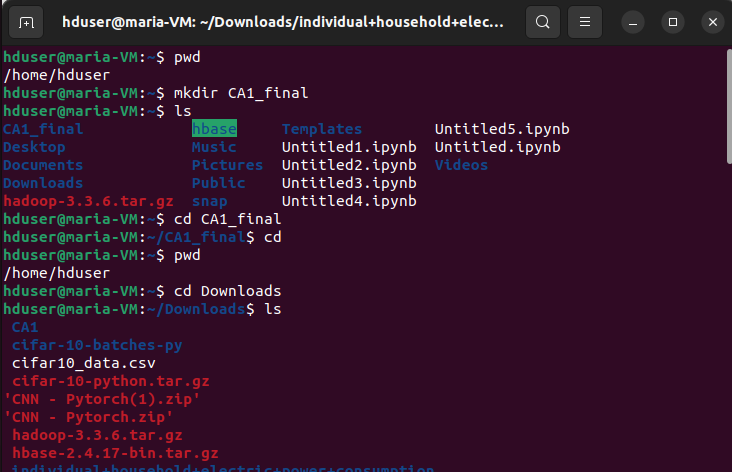 hduser@maria-VM: ~/Downloads/individual+household+elec...
hduser@maria-VM:~$ pwd
/home/hduser
hduser@maria-VM:~$ mkdir CA1_final
hduser@maria-VM:~$ ls
CA1_final hbase Templates Untitled5.ipynb
Desktop Music Untitled1.ipynb Untitled.ipynb
Documents Pictures Untitled2.ipynb Videos
Downloads Public Untitled3.ipynb
hadoop-3.3.6.tar.gz snap Untitled4.ipynb
hduser@maria-VM:~$ cd CA1_final
hduser@maria-VM:~/CA1_final$ cd
hduser@maria-VM:~$ pwd
/home/hduser
hduser@maria-VM:~$ cd Downloads
hduser@maria-VM:~/Downloads$ ls
CA1
cifar-10-batches-py
cifar10_data.csv
cifar-10-python.tar.gz
'CNN - Pytorch(1).zip'
'CNN - Pytorch.zip'
hadoop-3.3.6.tar.gz
hbase-2.4.17-bin.tar.gz
individual+household+electric+power+consumption